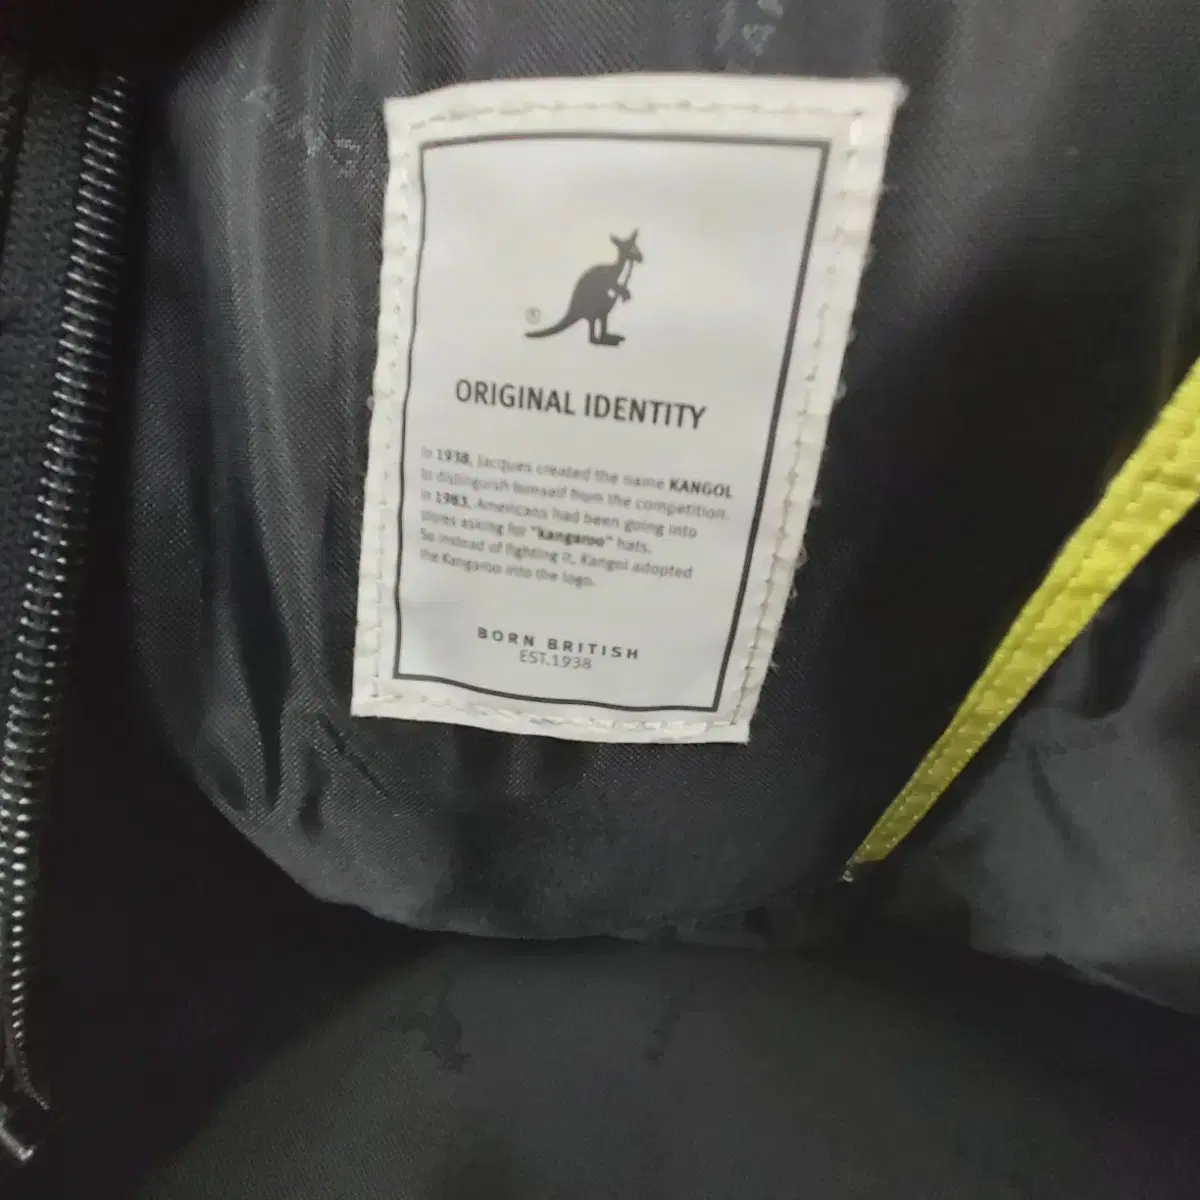 ®
ORIGINAL IDENTITY
In 1938, Jacques created the name KANGOL
to distinguish himself from the competition.
In 1983, Americans had been going into
stores asking for "kangaroo" hats.
So instead of fighting it, Kangol adopted
the Kangaroo into the logo.
BORN BRITISH
EST.1938